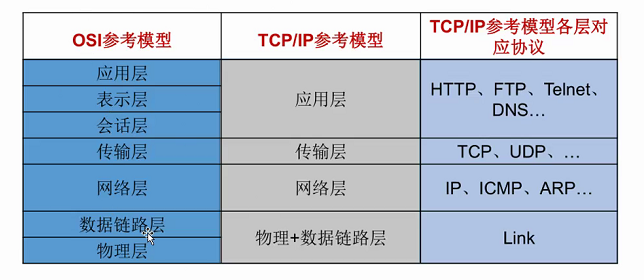 OSI参考模型
TCP/IP参考模型
TCP/IP参考模型各层对
应协议
应用层
表示层
会话层
应用层
HTTP、FTP、Telnet、
DNS...
传输层
传输层
TCP、UDP、...
网络层
网络层
IP、ICMP、ARP...
数据链路层
物理层
物理+数据链路层
Link